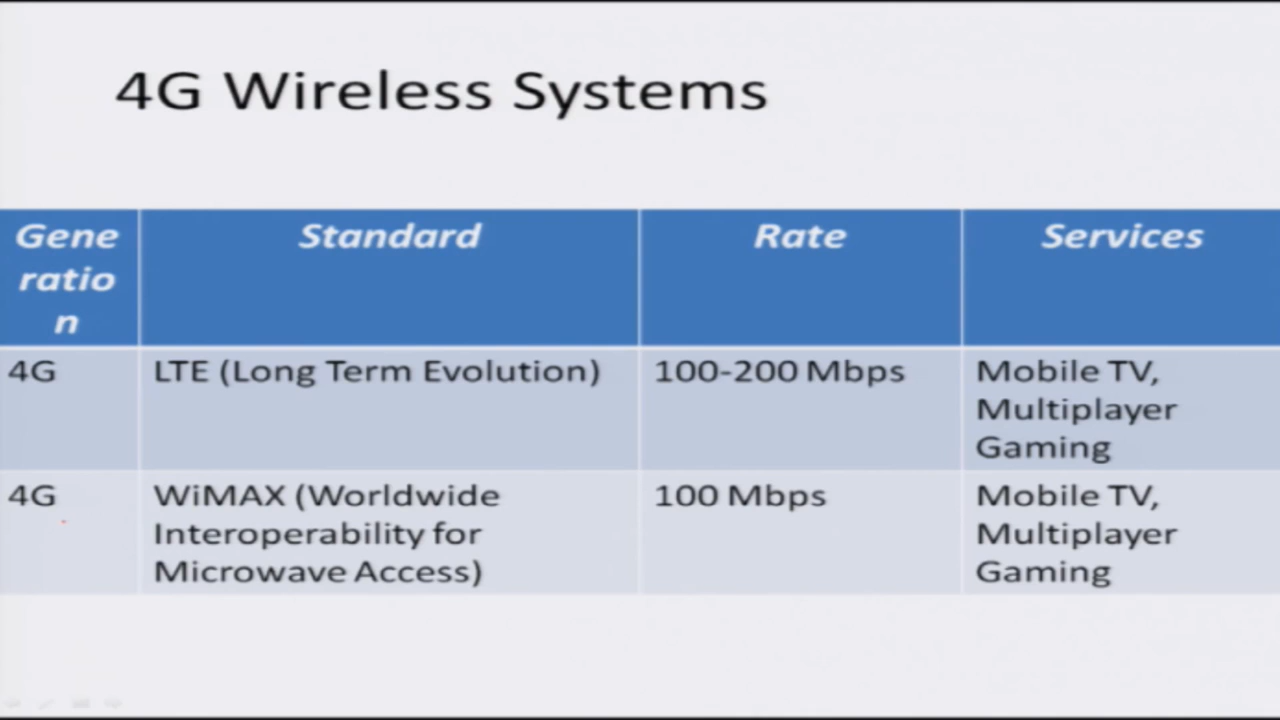 4G Wireless Systems
Gene
ratio
n
Standard
Rate
Services
4G
LTE (Long Term Evolution)
100-200 Mbps
Mobile TV,
Multiplayer
Gaming
4G
WiMAX (Worldwide
Interoperability for
Microwave Access)
100 Mbps
Mobile TV,
Multiplayer
Gaming